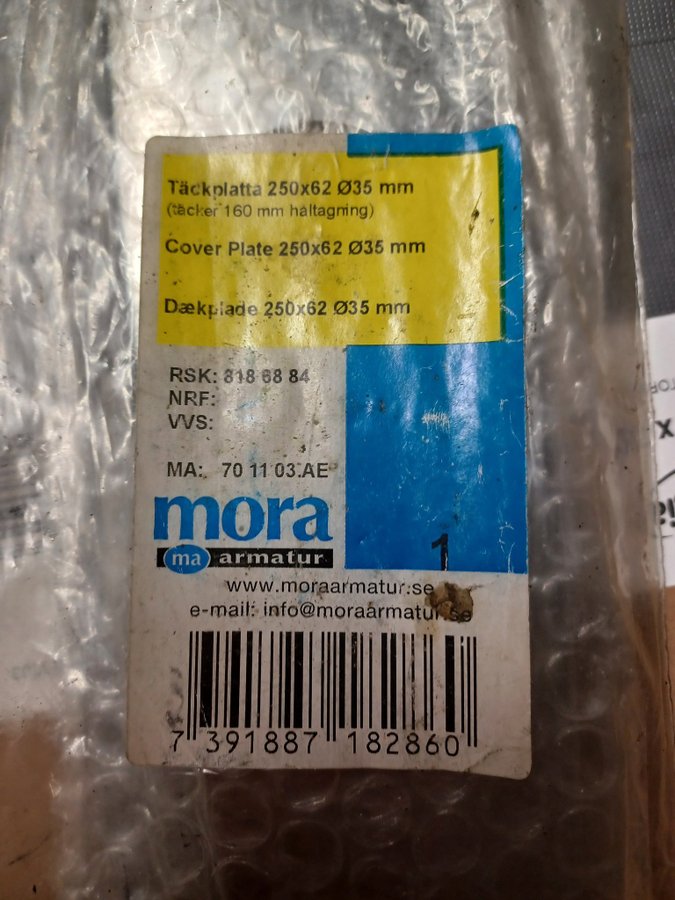 Täckplatta 250x62 Ø35 mm
(täcker 160 mm håltagning)
Cover Plate 250x62 Ø35 mm
Dækplade 250x62 Ø35 mm
RSK: 818 68 84
NRF:
VVS:
MA: 70 11 03.AE
mora
ma armatur
1
www.moraarmatur.se
e-mail: info@moraarmatur.se
7 391887 182860